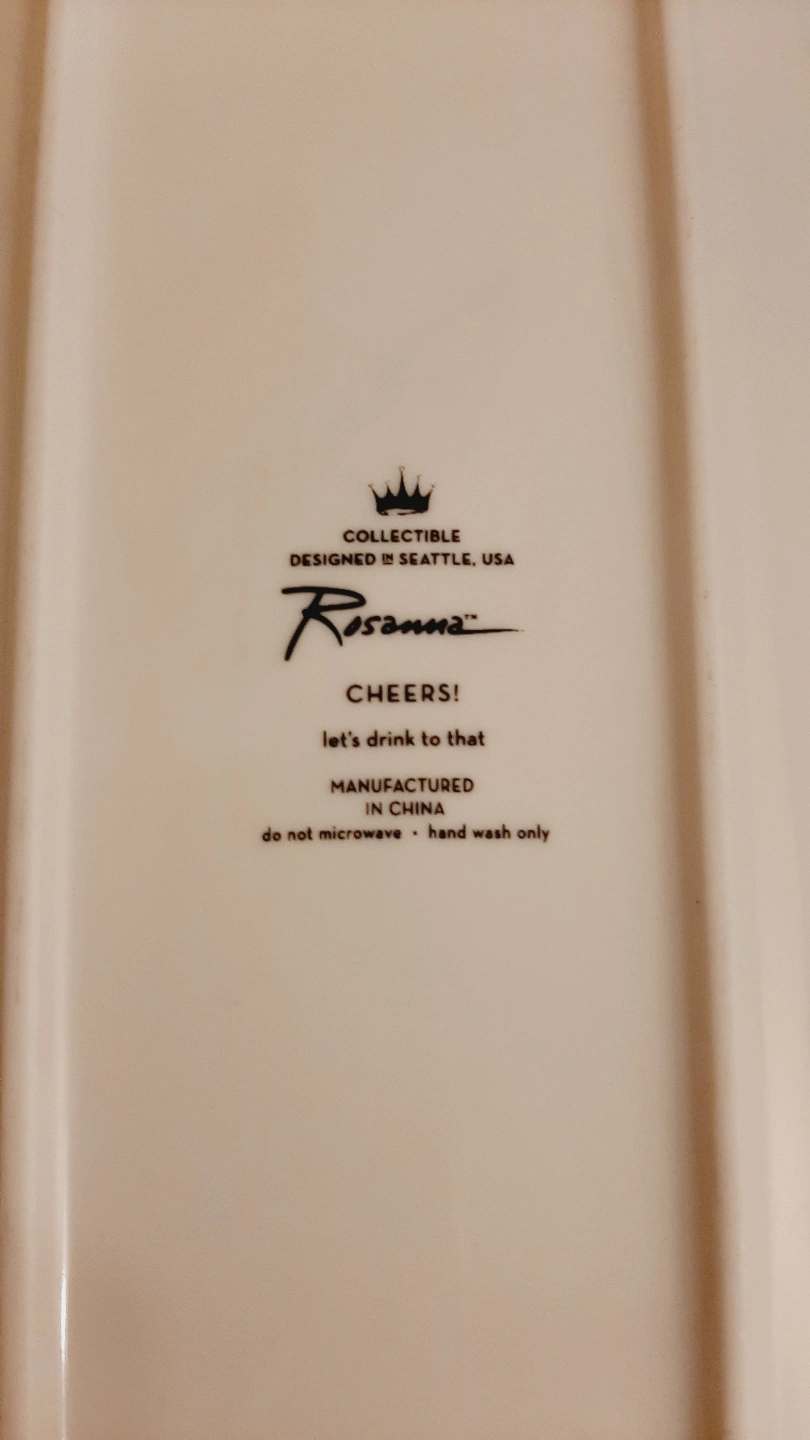 COLLECTIBLE
DESIGNED IN SEATTLE, USA
Rosanna™
CHEERS!
let's drink to that
MANUFACTURED
IN CHINA
do not microwave • hand wash only